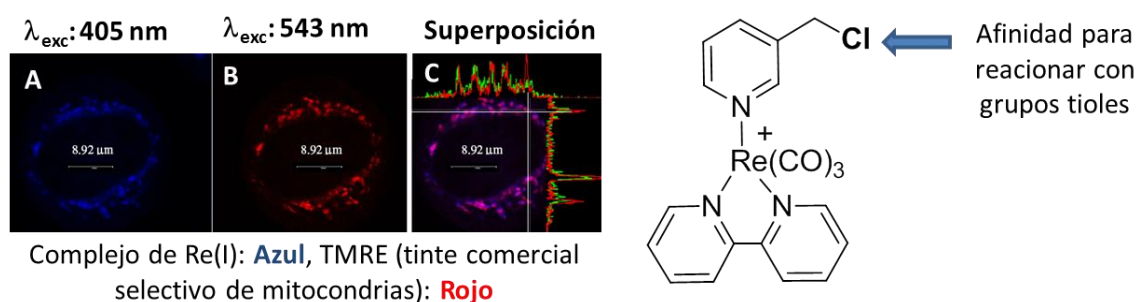 λexc: 405 nm
λexc: 543 nm
Superposición
A
8.92 µm
B
8.92 µm
C
8.92 µm
Complejo de Re(I): Azul, TMRE (tinte comercial
selectivo de mitocondrias): Rojo
Cl
N
+
Re(CO)3
N
N
Afinidad para
reacionar con
grupos tioles